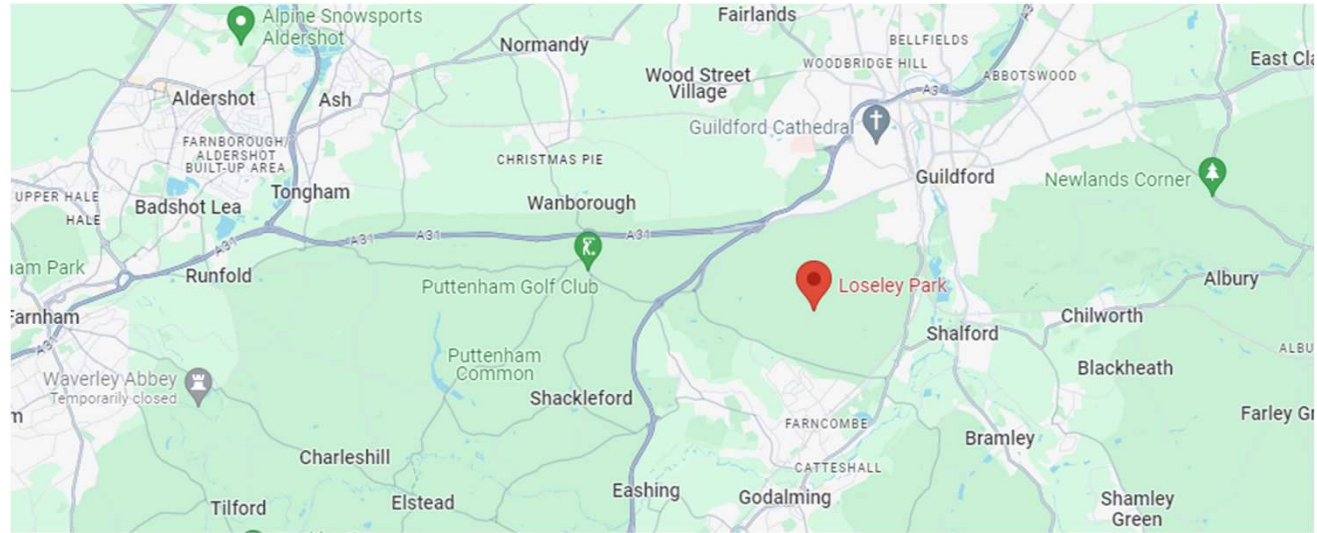 Alpine Snowsports
Aldershot
Fairlands
A3
BELLFIELDS
Normandy
WOODBRIDGE HILL
East Cla
Wood Street
Village
ABBOTSWOOD
Aldershot
Ash
A3
Guildford Cathedral
FARNBOROUGH/
ALDERSHOT
BUILT-UP AREA
CHRISTMAS PIE
Guildford
Newlands Corner
UPPER HALE
Tongham
Badshot Lea
Wanborough
HALE
A31
A31
A31
A31
am Park
Runfold
Puttenham Golf Club
Loseley Park
Albury
Farnham
Chilworth
Shalford
A31
Puttenham
Common
ALBU
Blackheath
Waverley Abbey
Temporarily closed
Shackleford
m
Farley Gr
FARNCOMBE
Bramley
Charleshill
CATTESHALL
Eashing
Godalming
Shamley
Green
Tilford
Elstead